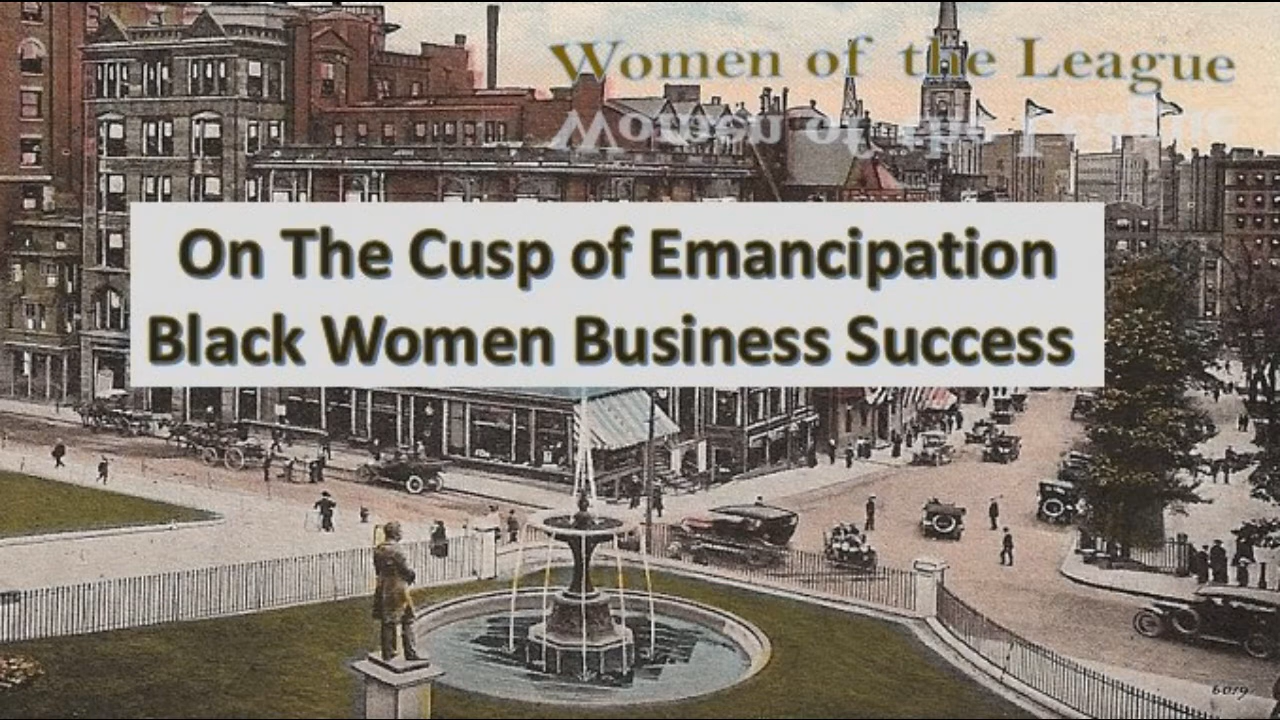 Women of the League
On The Cusp of Emancipation
Black Women Business Success
6019